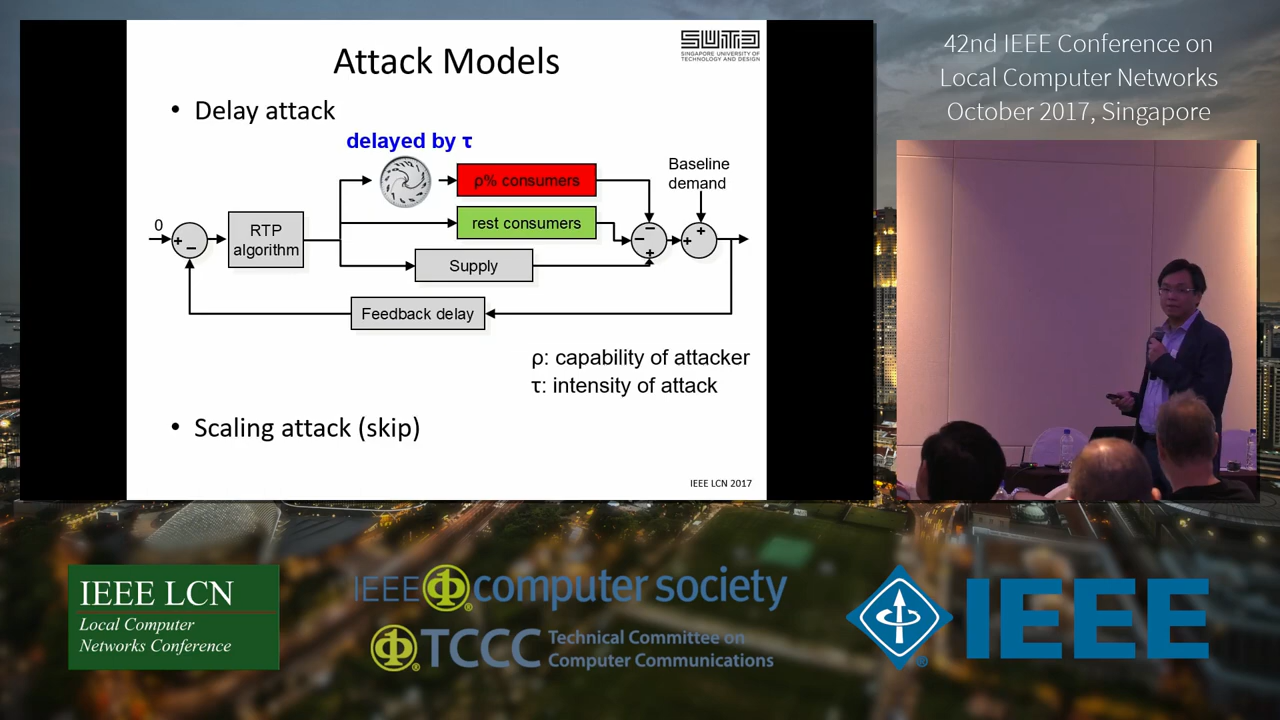 Attack Models
SUTD
SINGAPORE UNIVERSITY OF
TECHNOLOGY AND DESIGN
• Delay attack
delayed by τ
ρ% consumers
Baseline
demand
rest consumers
0
+
−
RTP
algorithm
Supply
−
−
+
+
+
Feedback delay
ρ: capability of attacker
τ: intensity of attack
• Scaling attack (skip)
IEEE LCN 2017
42nd IEEE Conference on
Local Computer Networks
October 2017, Singapore
IEEE LCN
Local Computer
Networks Conference
IEEE computer society
TCCC Technical Committee on
Computer Communications
IEEE